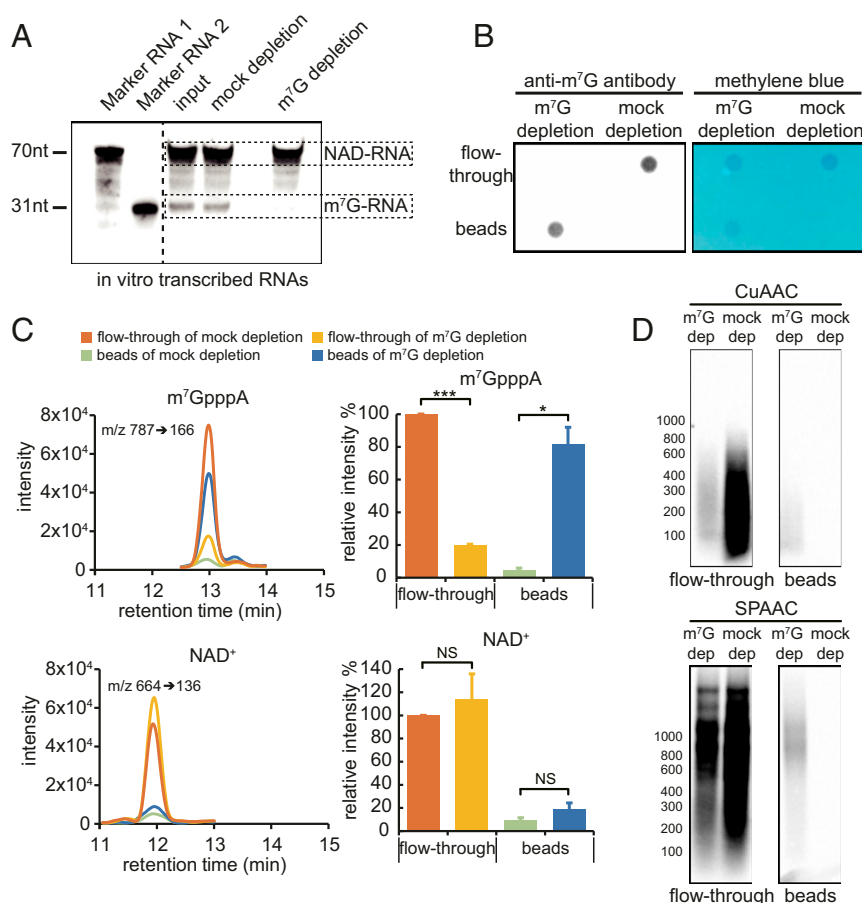 A
Marker RNA 1
Marker RNA 2
input
mock depletion
m⁷G depletion
70nt
NAD-RNA
31nt
m⁷G-RNA
in vitro transcribed RNAs
B
anti-m⁷G antibody
methylene blue
m⁷G depletion
mock depletion
m⁷G depletion
mock depletion
flow-through
beads
C
flow-through of mock depletion
flow-through of m⁷G depletion
beads of mock depletion
beads of m⁷G depletion
m⁷GpppA
m/z 787→166
intensity
8x10⁴
6x10⁴
4x10⁴
2x10⁴
0
11 12 13 14 15
retention time (min)
m⁷GpppA
relative intensity %
100
80
60
40
20
0
***
*
flow-through
beads
NAD⁺
m/z 664→136
intensity
8x10⁴
6x10⁴
4x10⁴
2x10⁴
0
11 12 13 14 15
retention time (min)
NAD⁺
relative intensity %
140
120
100
80
60
40
20
0
NS
NS
flow-through
beads
D
CuAAC
m⁷G dep
mock dep
m⁷G dep
mock dep
1000
800
600
400
300
200
100
flow-through
beads
SPAAC
m⁷G dep
mock dep
m⁷G dep
mock dep
1000
800
600
400
300
200
100
flow-through
beads